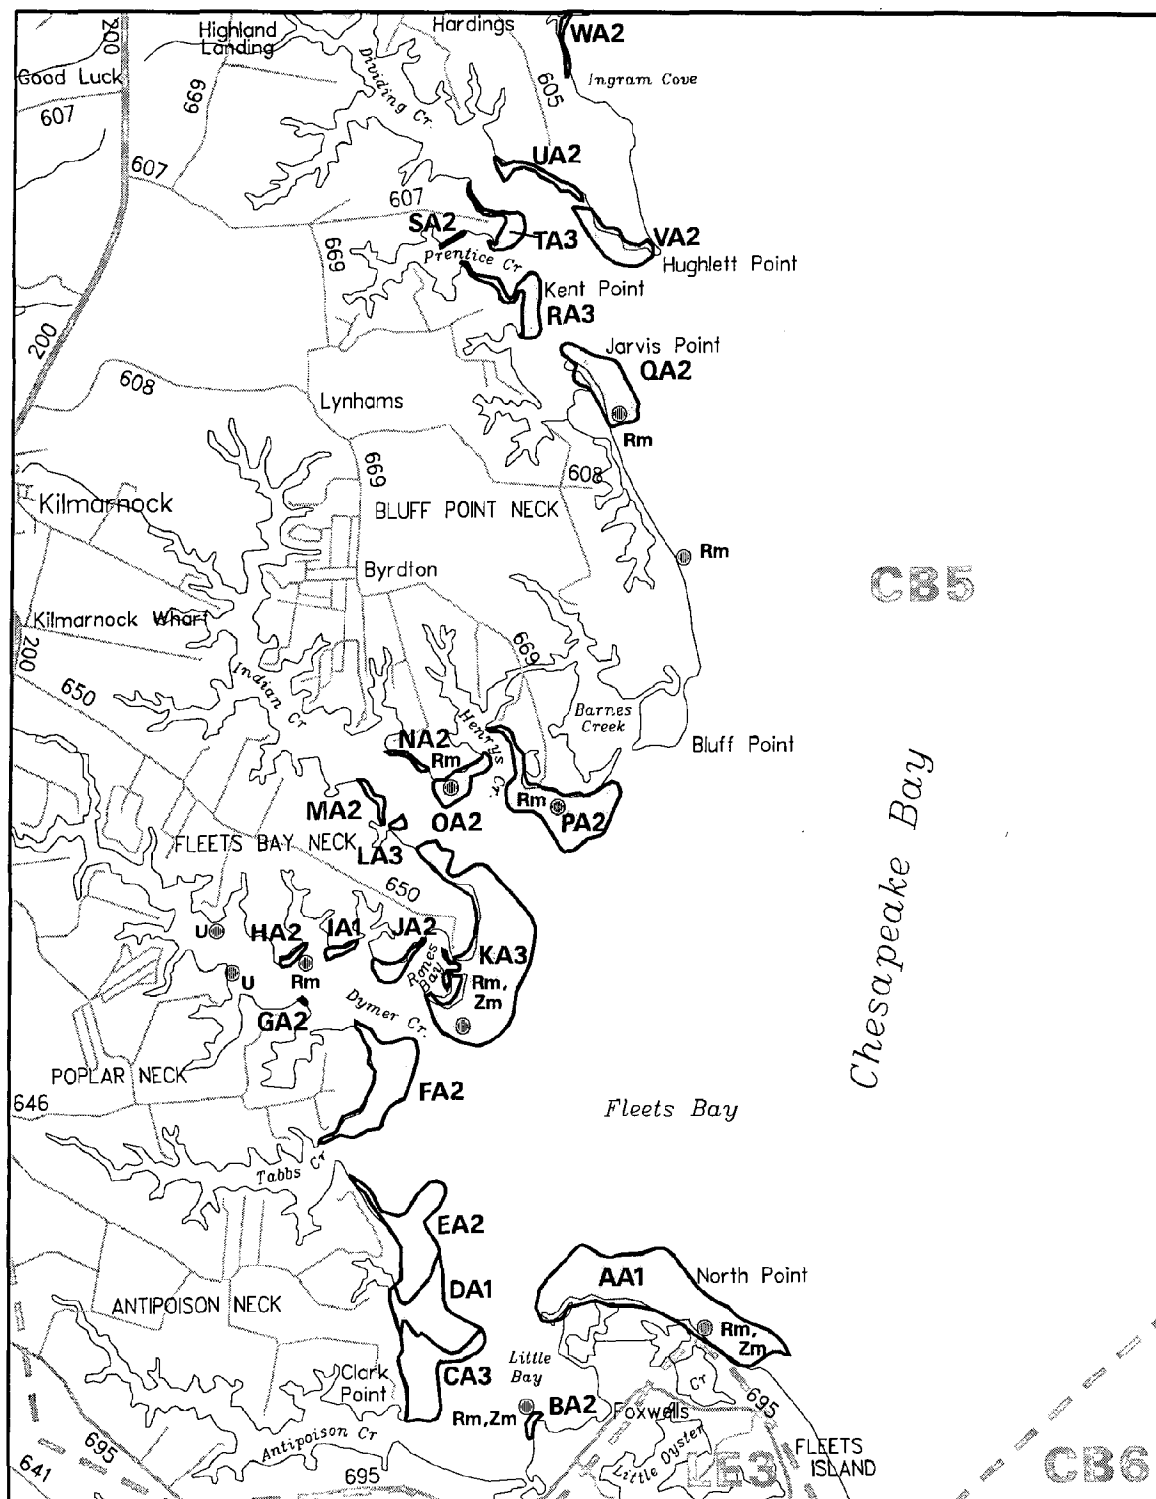 200
Highland
Landing
Hardings
WA2
Ingram Cove
Good Luck
607
699
Dividing Cr.
605
607
UA2
607
SA2
TA3
VA2
Hughlett Point
669
Prentice Cr
Kent Point
RA3
200
Jarvis Point
QA2
608
Lynhams
Rm
669
608
Kilmarnock
BLUFF POINT NECK
Rm
CB5
Byrdton
Kilmarnock Wharf
200
650
Indian Cr
669
Barnes
Creek
Henrys Cr.
Bluff Point
NA2
Rm
MA2
OA2
Rm
PA2
FLEETS BAY NECK
LA3
650
Chesapeake Bay
U
HA2
IA1
JA2
KA3
Rones
Bay
U
Rm
Rm,
Zm
GA2
Dymer Cr.
POPLAR NECK
FA2
646
Fleets Bay
Tabbs Cr
EA2
DA1
AA1
North Point
ANTIPOISON NECK
Rm,
Zm
Clark
Point
CA3
Little
Bay
Cr
695
Rm,Zm
BA2
Foxwells
Antipoison Cr
Little Oyster
695
641
695
LE3
FLEETS
ISLAND
CB6